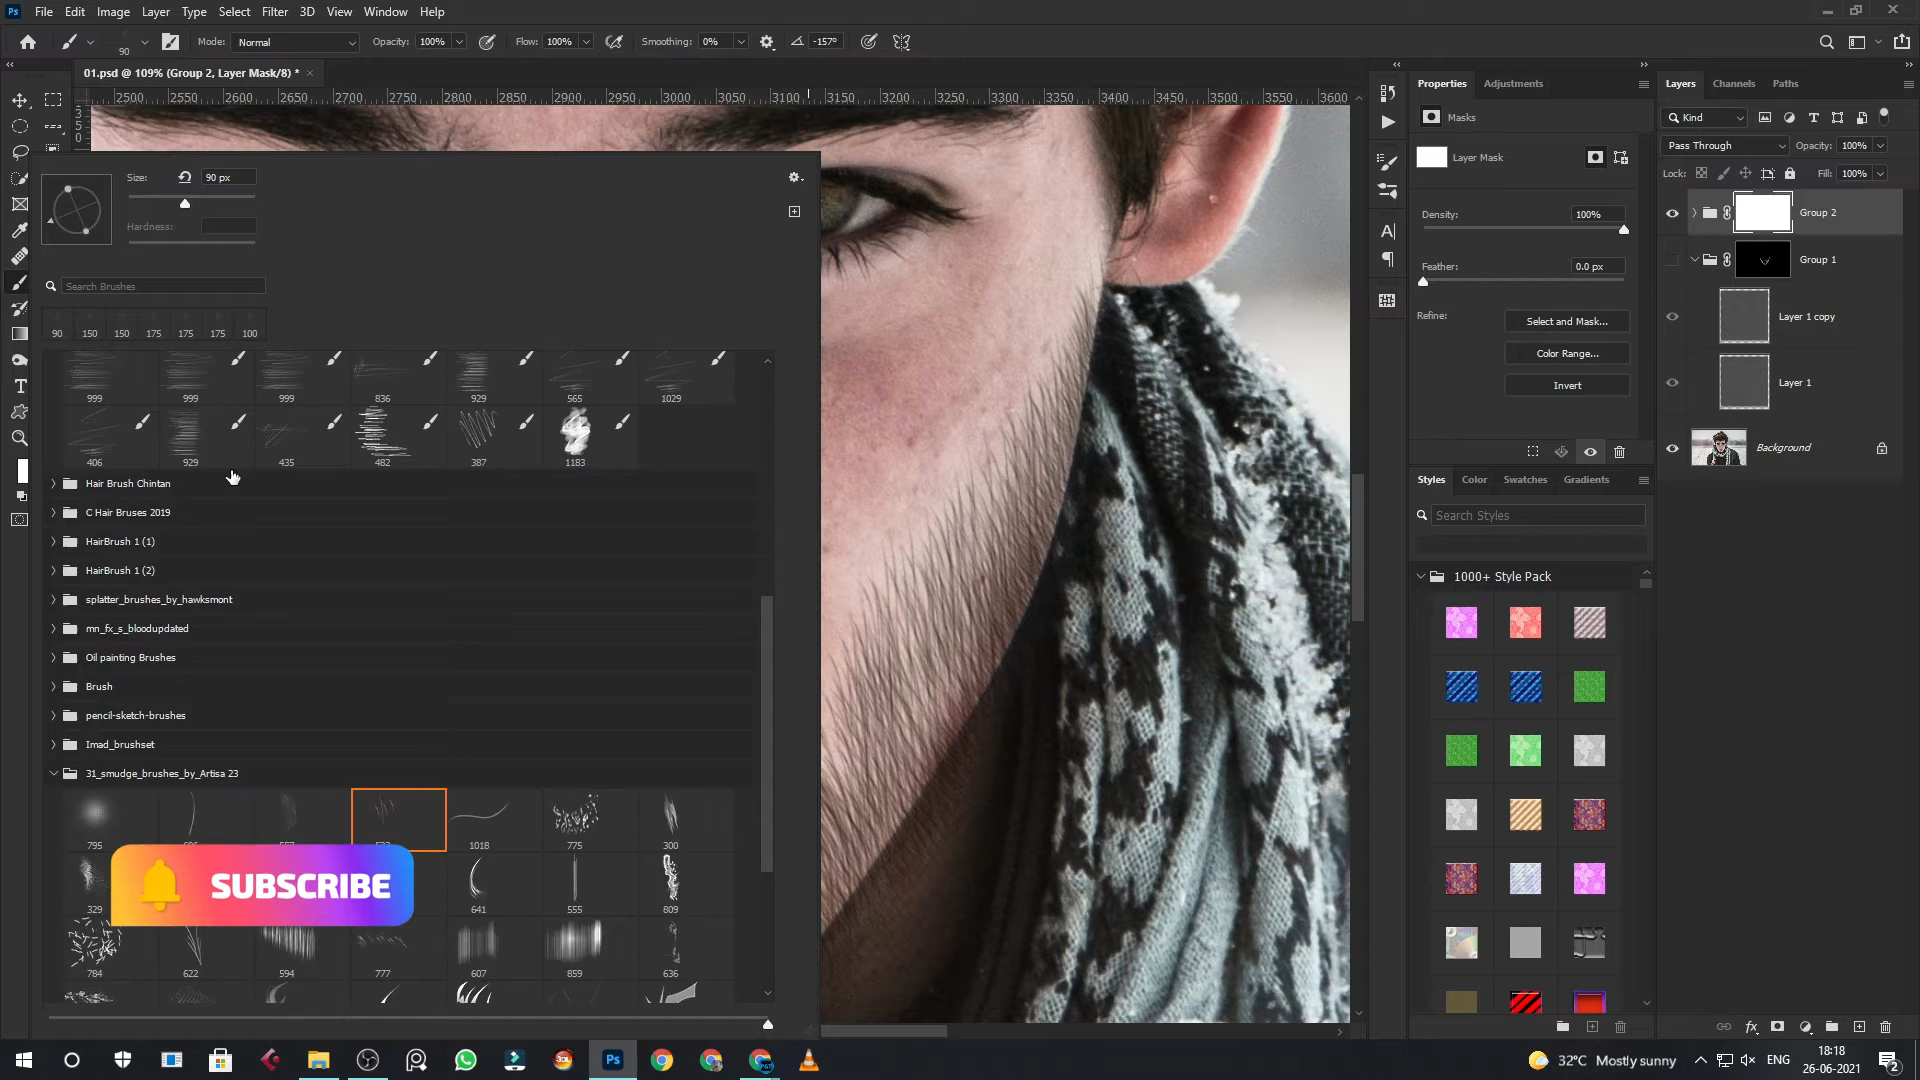 Ps File Edit Image Layer Type Select Filter 3D View Window Help
90 Mode: Normal Opacity: 100% Flow: 100% Smoothing: 0% -157°
01.psd @ 109% (Group 2, Layer Mask/8) *
2500 2550 2600 2650 2700 2750 2800 2850 2900 2950 3000 3050 3100 3150 3200 3250 3300 3350 3400 3450 3500 3550 3600
Size: 90 px
Hardness:
Search Brushes
90 150 150 175 175 175 100
999 999 999 836 929 565 1029
406 929 435 482 387 1183
Hair Brush Chintan
C Hair Bruses 2019
HairBrush 1 (1)
HairBrush 1 (2)
splatter_brushes_by_hawksmont
mn_fx_s_bloodupdated
Oil painting Brushes
Brush
pencil-sketch-brushes
Imad_brushset
31_smudge_brushes_by_Artisa 23
795 1018 775 300
329 641 555 809
SUBSCRIBE
784 622 594 777 607 859 636
Properties Adjustments
Masks
Layer Mask
Density: 100%
Feather: 0.0 px
Refine: Select and Mask...
Color Range...
Invert
Styles Color Swatches Gradients
Search Styles
1000+ Style Pack
Layers Channels Paths
Kind
Pass Through Opacity: 100%
Lock: Fill: 100%
Group 2
Group 1
Layer 1 copy
Layer 1
Background
Ps
32°C Mostly sunny ENG 18:18
26-06-2021
2